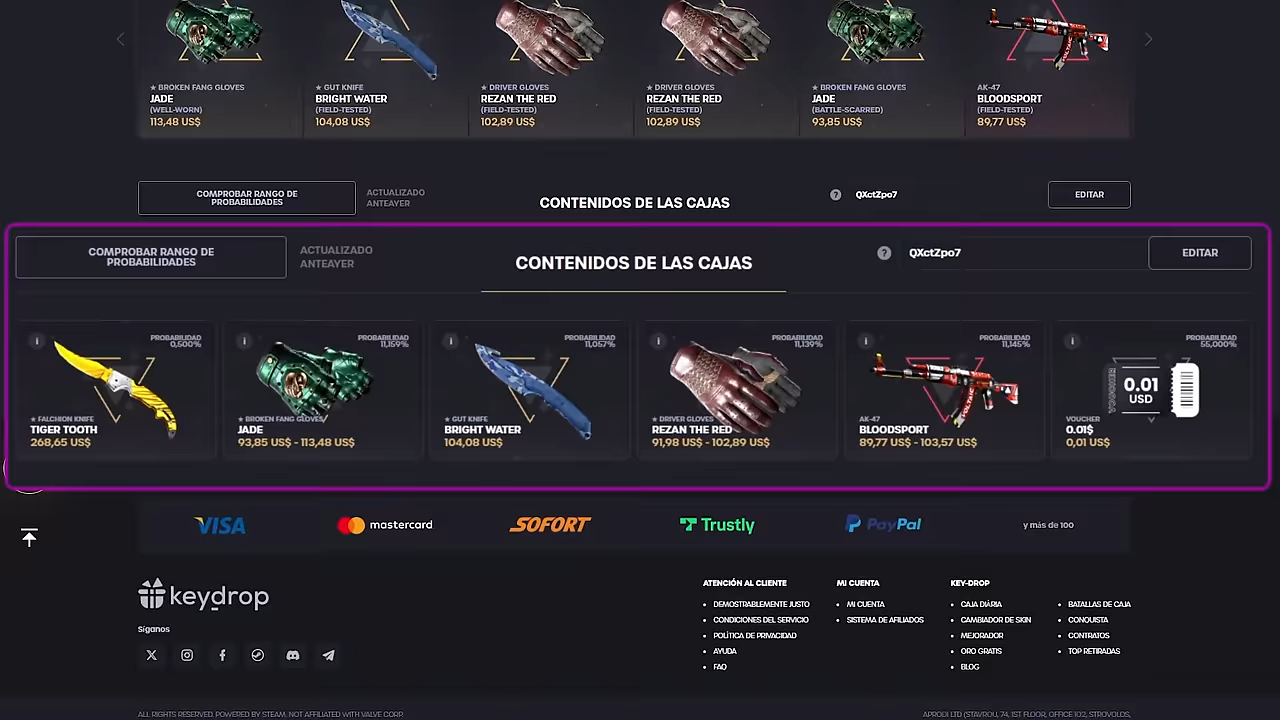 ★ BROKEN FANG GLOVES
JADE
(WELL-WORN)
113,48 US$
★ GUT KNIFE
BRIGHT WATER
(FIELD-TESTED)
104,08 US$
★ DRIVER GLOVES
REZAN THE RED
(FIELD-TESTED)
102,89 US$
★ DRIVER GLOVES
REZAN THE RED
(FIELD-TESTED)
102,89 US$
★ BROKEN FANG GLOVES
JADE
(BATTLE-SCARRED)
93,85 US$
AK-47
BLOODSPORT
(FIELD-TESTED)
89,77 US$
COMPROBAR RANGO DE
PROBABILIDADES
ACTUALIZADO
ANTEAYER
CONTENIDOS DE LAS CAJAS
? QXctZpo7
EDITAR
COMPROBAR RANGO DE
PROBABILIDADES
ACTUALIZADO
ANTEAYER
CONTENIDOS DE LAS CAJAS
? QXctZpo7
EDITAR
PROBABILIDAD
0,500%
★ FALCHION KNIFE
TIGER TOOTH
268,65 US$
PROBABILIDAD
11,159%
★ BROKEN FANG GLOVES
JADE
93,85 US$ - 113,48 US$
PROBABILIDAD
11,057%
★ GUT KNIFE
BRIGHT WATER
104,08 US$
PROBABILIDAD
11,139%
★ DRIVER GLOVES
REZAN THE RED
91,98 US$ - 102,89 US$
PROBABILIDAD
11,145%
AK-47
BLOODSPORT
89,77 US$ - 103,57 US$
PROBABILIDAD
55,000%
0.01
USD
VOUCHER
0.01$
0,01 US$
VISA
mastercard
SOFORT
Trustly
PayPal
y más de 100
keydrop
Síganos
ATENCIÓN AL CLIENTE
DEMOSTRABLEMENTE JUSTO
CONDICIONES DEL SERVICIO
POLÍTICA DE PRIVACIDAD
AYUDA
FAQ
MI CUENTA
MI CUENTA
SISTEMA DE AFILIADOS
KEY-DROP
CAJA DIÁRIA
CAMBIADOR DE SKIN
MEJORADOR
ORO GRATIS
BLOG
BATALLAS DE CAJA
CONQUISTA
CONTRATOS
TOP RETIRADAS
ALL RIGHTS RESERVED. POWERED BY STEAM, NOT AFFILIATED WITH VALVE CORP.
APRODI LTD (STAVROU, 74, 1ST FLOOR, OFFICE 102, STROVOLOS,